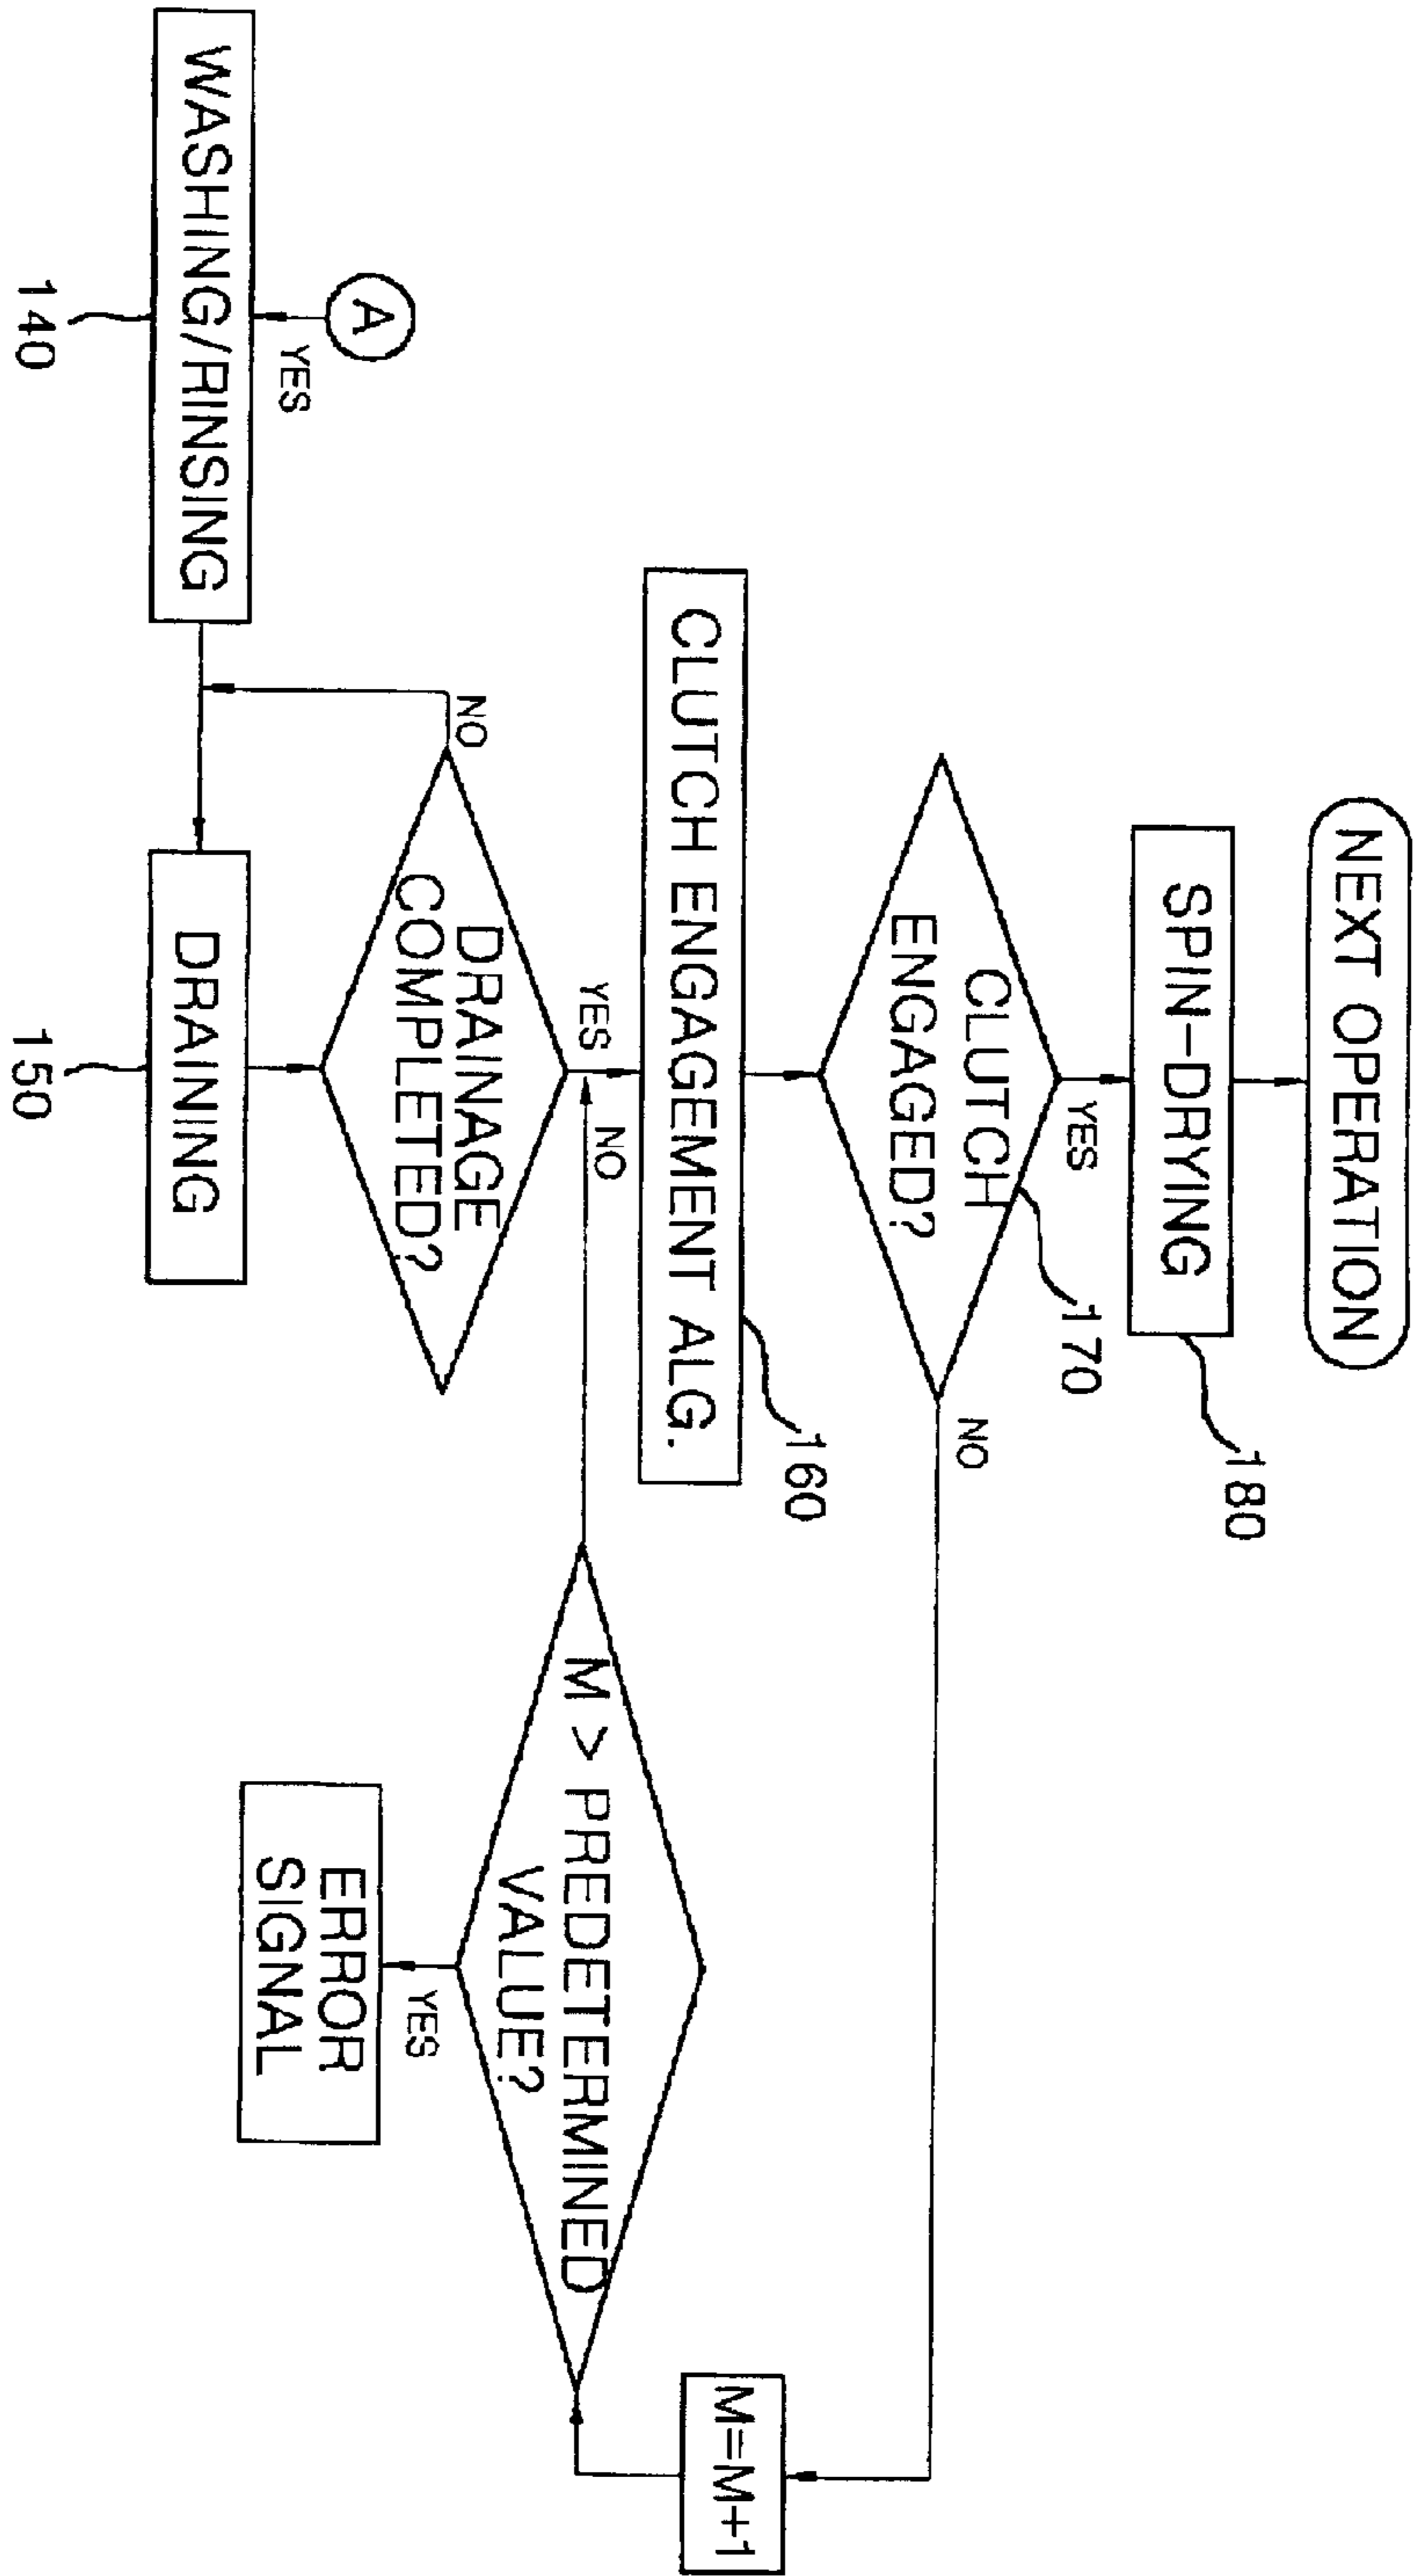 A
YES
WASHING/RINSING
140
NO
DRAINING
150
DRAINAGE
COMPLETED?
YES
NO
CLUTCH ENGAGEMENT ALG.
160
CLUTCH
ENGAGED?
170
YES
NO
SPIN-DRYING
180
NEXT OPERATION
M=M+1
M > PREDETERMINED
VALUE?
YES
ERROR
SIGNAL